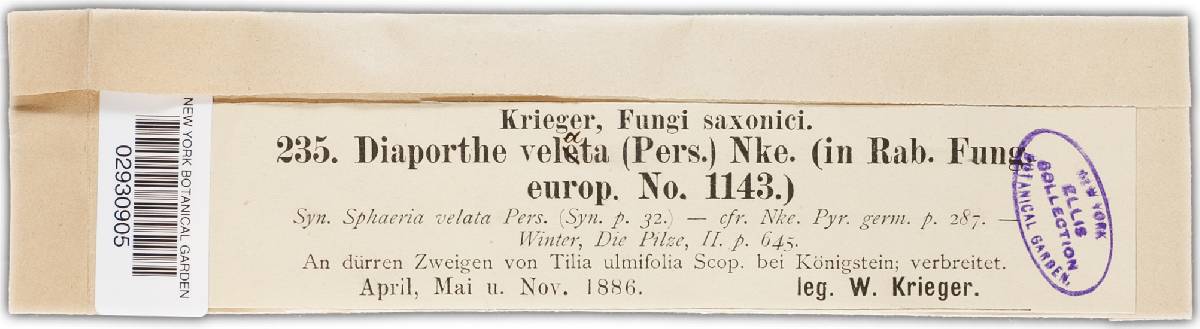 NEW YORK BOTANICAL GARDEN
02930905
Krieger, Fungi saxonici.
235. Diaporthe velata (Pers.) Nke. (in Rab. Fung.
europ. No. 1143.)
Syn. Sphaeria velata Pers. (Syn. p. 32.) — cfr. Nke. Pyr. germ. p. 287. —
Winter, Die Pilze, II. p. 645.
An dürren Zweigen von Tilia ulmifolia Scop. bei Königstein; verbreitet.
April, Mai u. Nov. 1886. leg. W. Krieger.
NEW YORK
ELLIS
COLLECTION
BOTANICAL GARDEN.